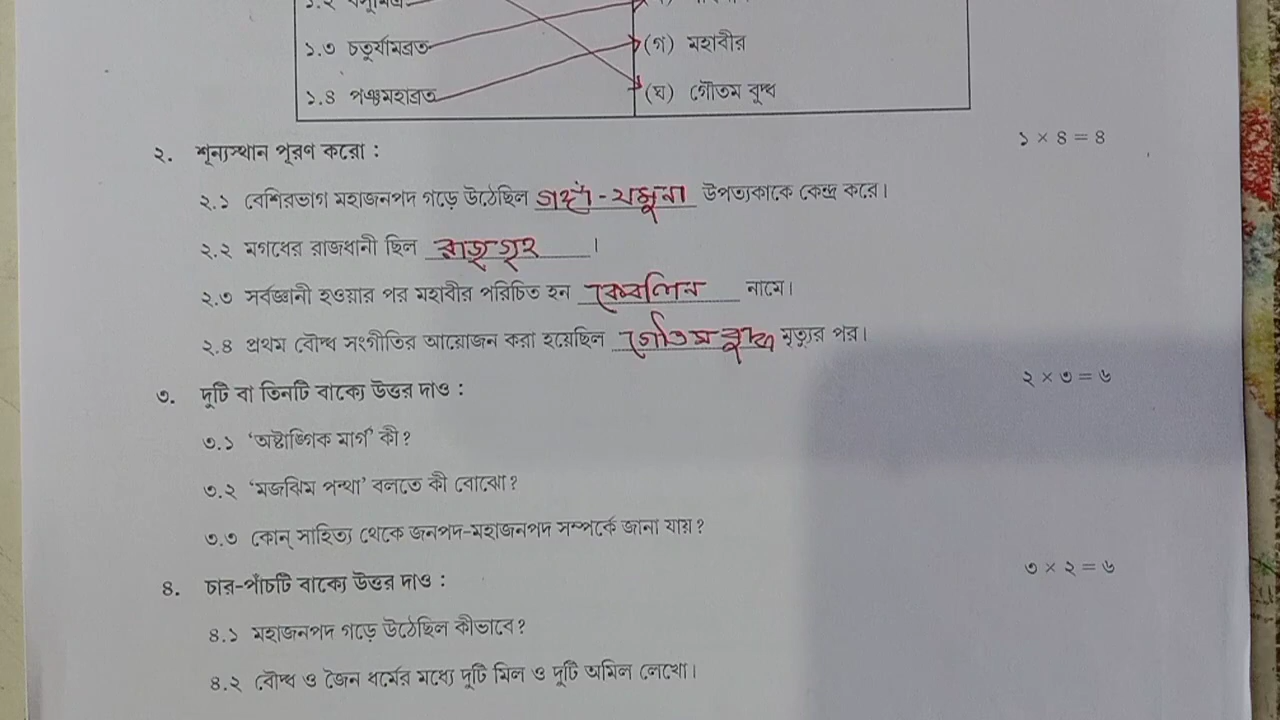 ১.৩ চতুর্যামব্রত (গ) মহাবীর
১.৪ পঞ্চমহাব্রত (ঘ) গৌতম বুদ্ধ
২. শূন্যস্থান পূরণ করো : ১ × ৪ = ৪
২.১ বেশিরভাগ মহাজনপদ গড়ে উঠেছিল গঙ্গা - যমুনা উপত্যকাকে কেন্দ্র করে।
২.২ মগধের রাজধানী ছিল রাজগৃহ ।
২.৩ সর্বজ্ঞানী হওয়ার পর মহাবীর পরিচিত হন কেবলিন নামে।
২.৪ প্রথম বৌদ্ধ সংগীতির আয়োজন করা হয়েছিল গৌতম বুদ্ধ মৃত্যুর পর।
৩. দুটি বা তিনটি বাক্যে উত্তর দাও : ২ × ৩ = ৬
৩.১ ‘অষ্টাঙ্গিক মার্গ’ কী?
৩.২ ‘মজঝিম পন্থা’ বলতে কী বোঝো?
৩.৩ কোন্ সাহিত্য থেকে জনপদ-মহাজনপদ সম্পর্কে জানা যায়?
৪. চার-পাঁচটি বাক্যে উত্তর দাও : ৩ × ২ = ৬
৪.১ মহাজনপদ গড়ে উঠেছিল কীভাবে?
৪.২ বৌদ্ধ ও জৈন ধর্মের মধ্যে দুটি মিল ও দুটি অমিল লেখো।